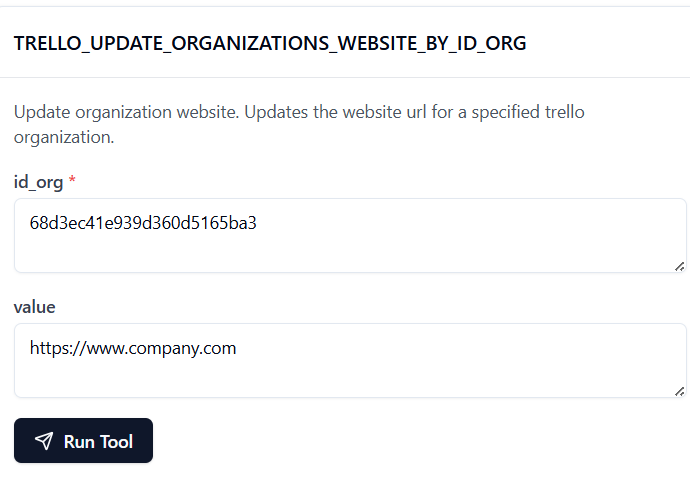 TRELLO_UPDATE_ORGANIZATIONS_WEBSITE_BY_ID_ORG
Update organization website. Updates the website url for a specified trello
organization.
id_org *
68d3ec41e939d360d5165ba3
value
https://www.company.com
Run Tool